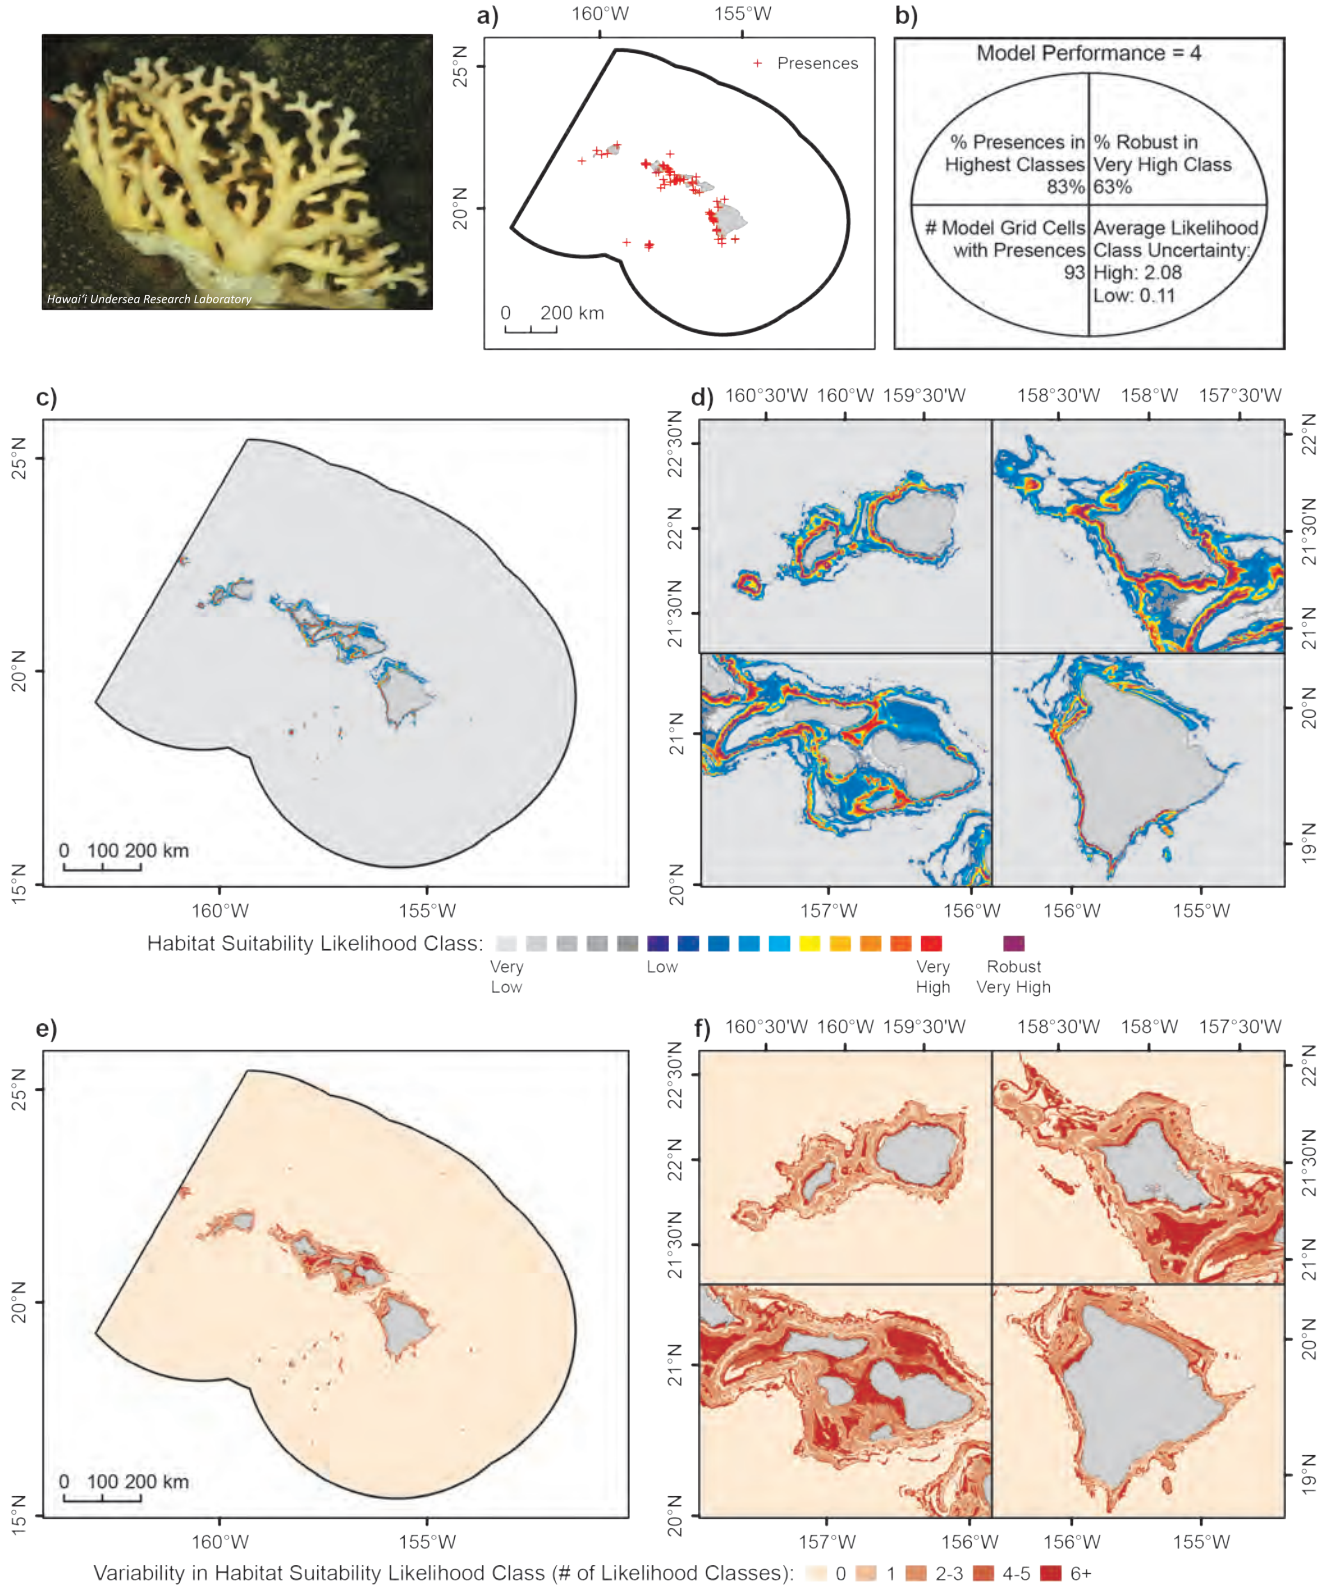 a)
160°W 155°W
b)
25°N
20°N
+ Presences
0 200 km
Hawai'i Undersea Research Laboratory
Model Performance = 4
% Presences in
Highest Classes
83%
% Robust in
Very High Class
63%
# Model Grid Cells
with Presences
93
Average Likelihood
Class Uncertainty:
High: 2.08
Low: 0.11
c)
25°N
20°N
15°N
0 100 200 km
160°W 155°W
d)
160°30'W 160°W 159°30'W 158°30'W 158°W 157°30'W
22°30'N
22°N
21°30'N
22°N
21°30'N
21°N
21°N
20°N
20°N
19°N
157°W 156°W 156°W 155°W
Habitat Suitability Likelihood Class:
Very
Low
Low
Very
High
Robust
Very High
e)
25°N
20°N
15°N
0 100 200 km
160°W 155°W
f)
160°30'W 160°W 159°30'W 158°30'W 158°W 157°30'W
22°30'N
22°N
21°30'N
22°N
21°30'N
21°N
21°N
20°N
20°N
19°N
157°W 156°W 156°W 155°W
Variability in Habitat Suitability Likelihood Class (# of Likelihood Classes): 0 1 2-3 4-5 6+